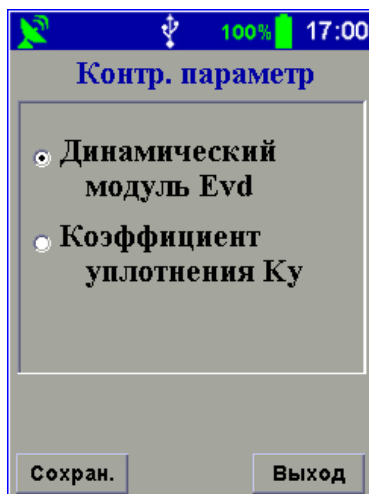 100% 17:00
Контр. параметр
Динамический
модуль Evd
Коэффициент
уплотнения Ку
Сохран. Выход